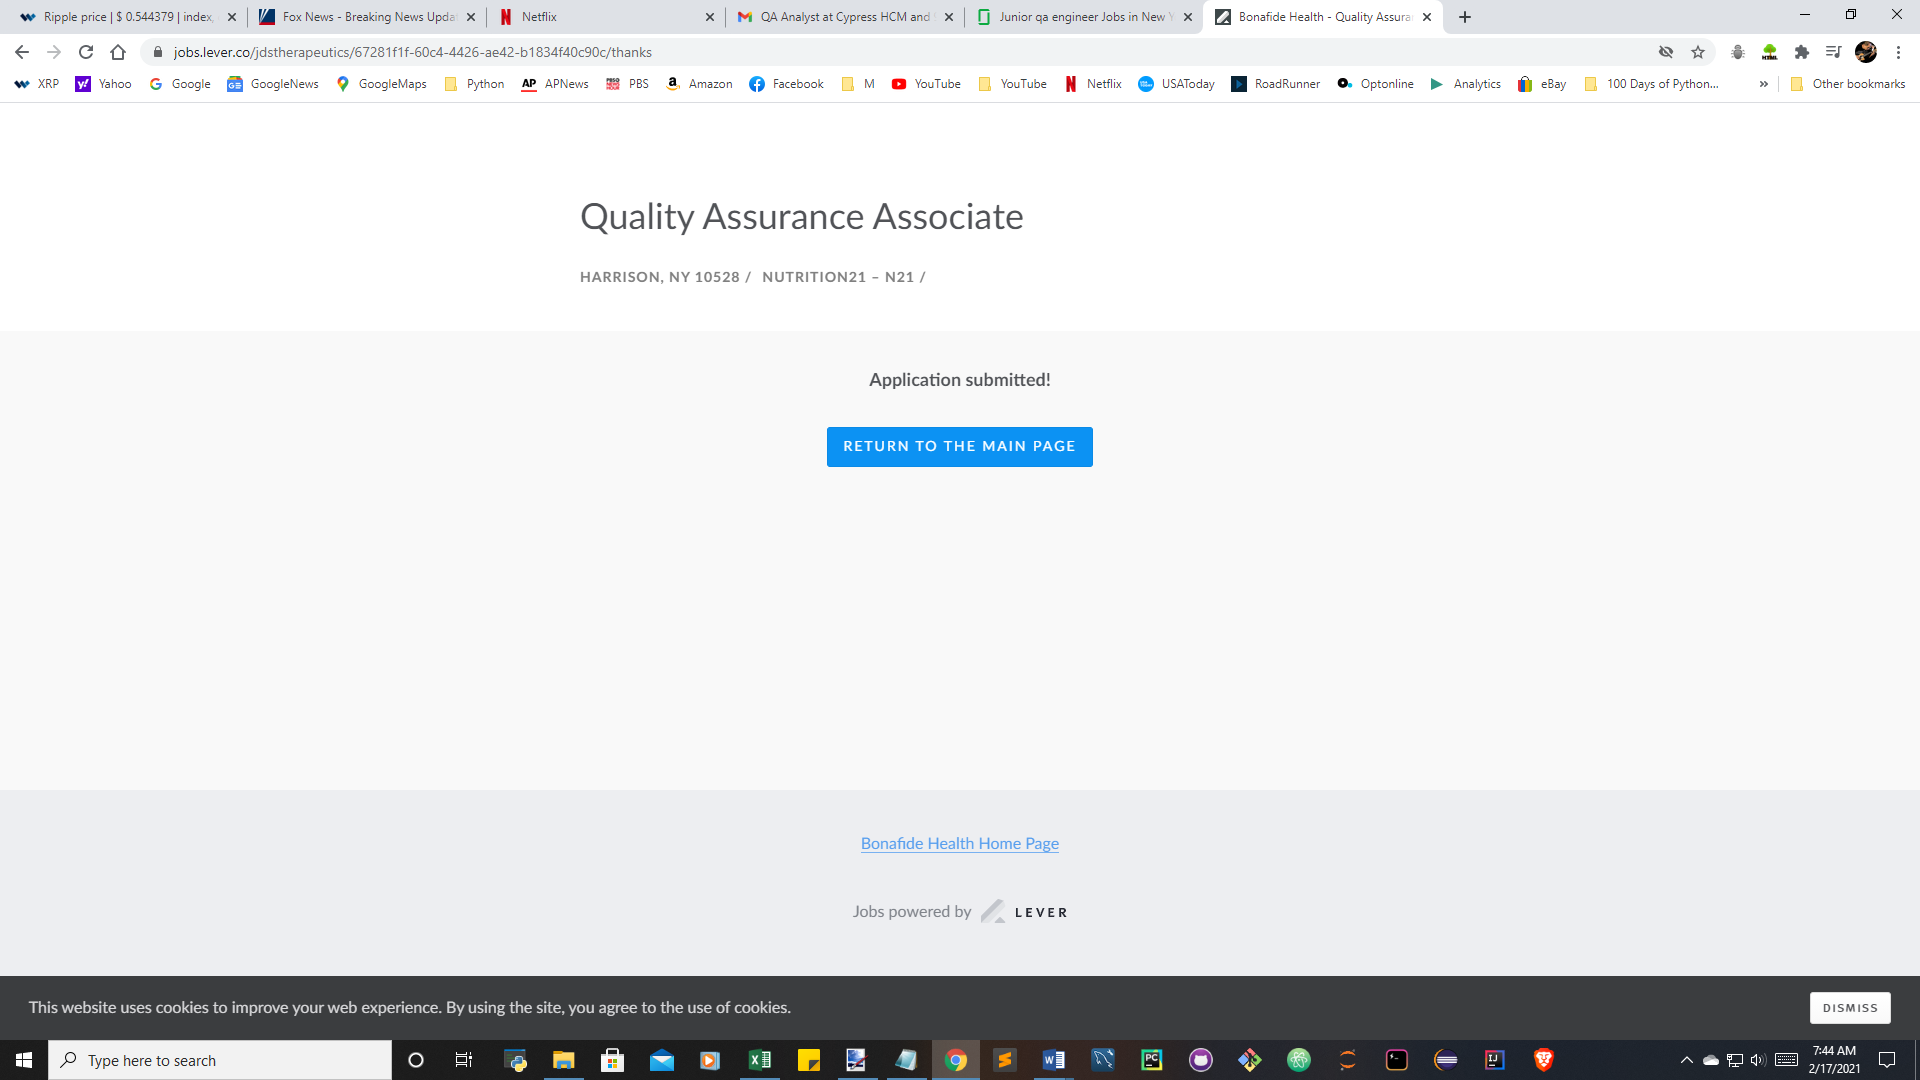 Ripple price | $ 0.544379 | index,
Fox News - Breaking News Upda
Netflix
QA Analyst at Cypress HCM and
Junior qa engineer Jobs in New Y
Bonafide Health - Quality Assura
jobs.lever.co/jdstherapeutics/67281f1f-60c4-4426-ae42-b1834f40c90c/thanks
XRP Yahoo Google GoogleNews GoogleMaps Python APNews PBS Amazon Facebook M YouTube YouTube Netflix USAToday RoadRunner Optonline Analytics eBay 100 Days of Python... » Other bookmarks
Quality Assurance Associate
HARRISON, NY 10528 / NUTRITION21 – N21 /
Application submitted!
RETURN TO THE MAIN PAGE
Bonafide Health Home Page
Jobs powered by LEVER
This website uses cookies to improve your web experience. By using the site, you agree to the use of cookies.
DISMISS
Type here to search
7:44 AM
2/17/2021